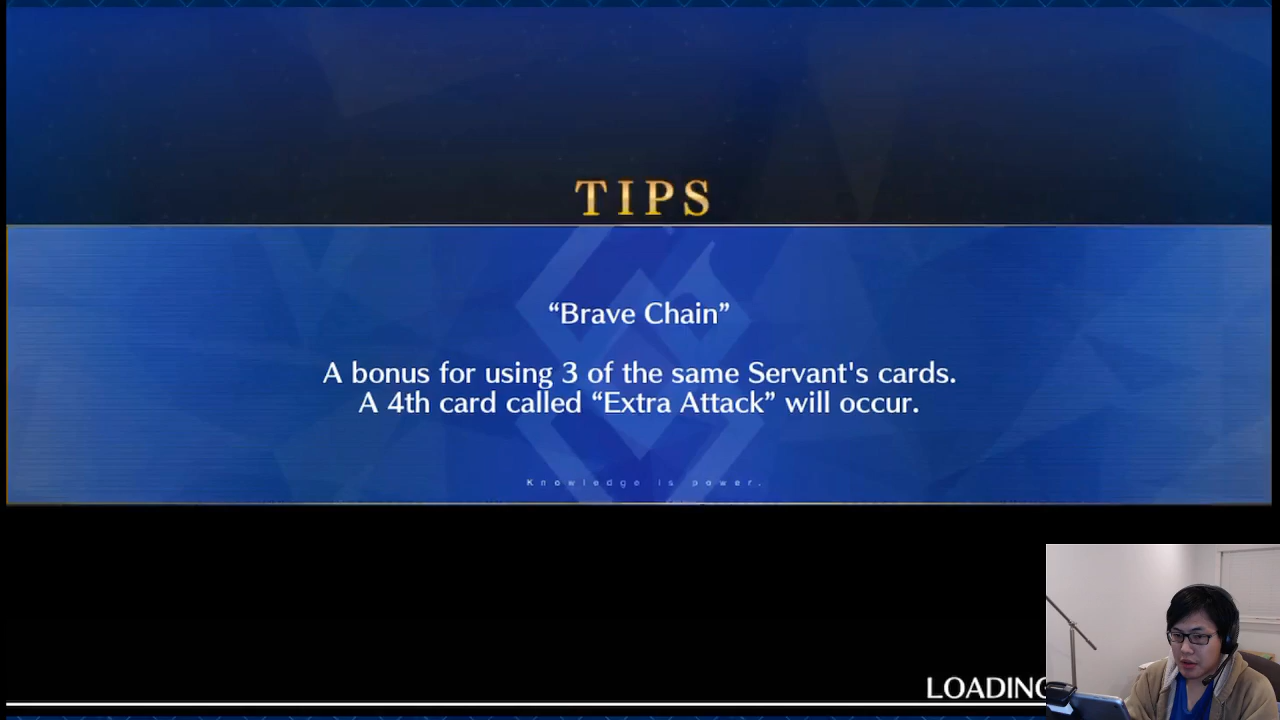 TIPS
“Brave Chain”
A bonus for using 3 of the same Servant's cards.
A 4th card called “Extra Attack” will occur.
Knowledge is power.
LOADING